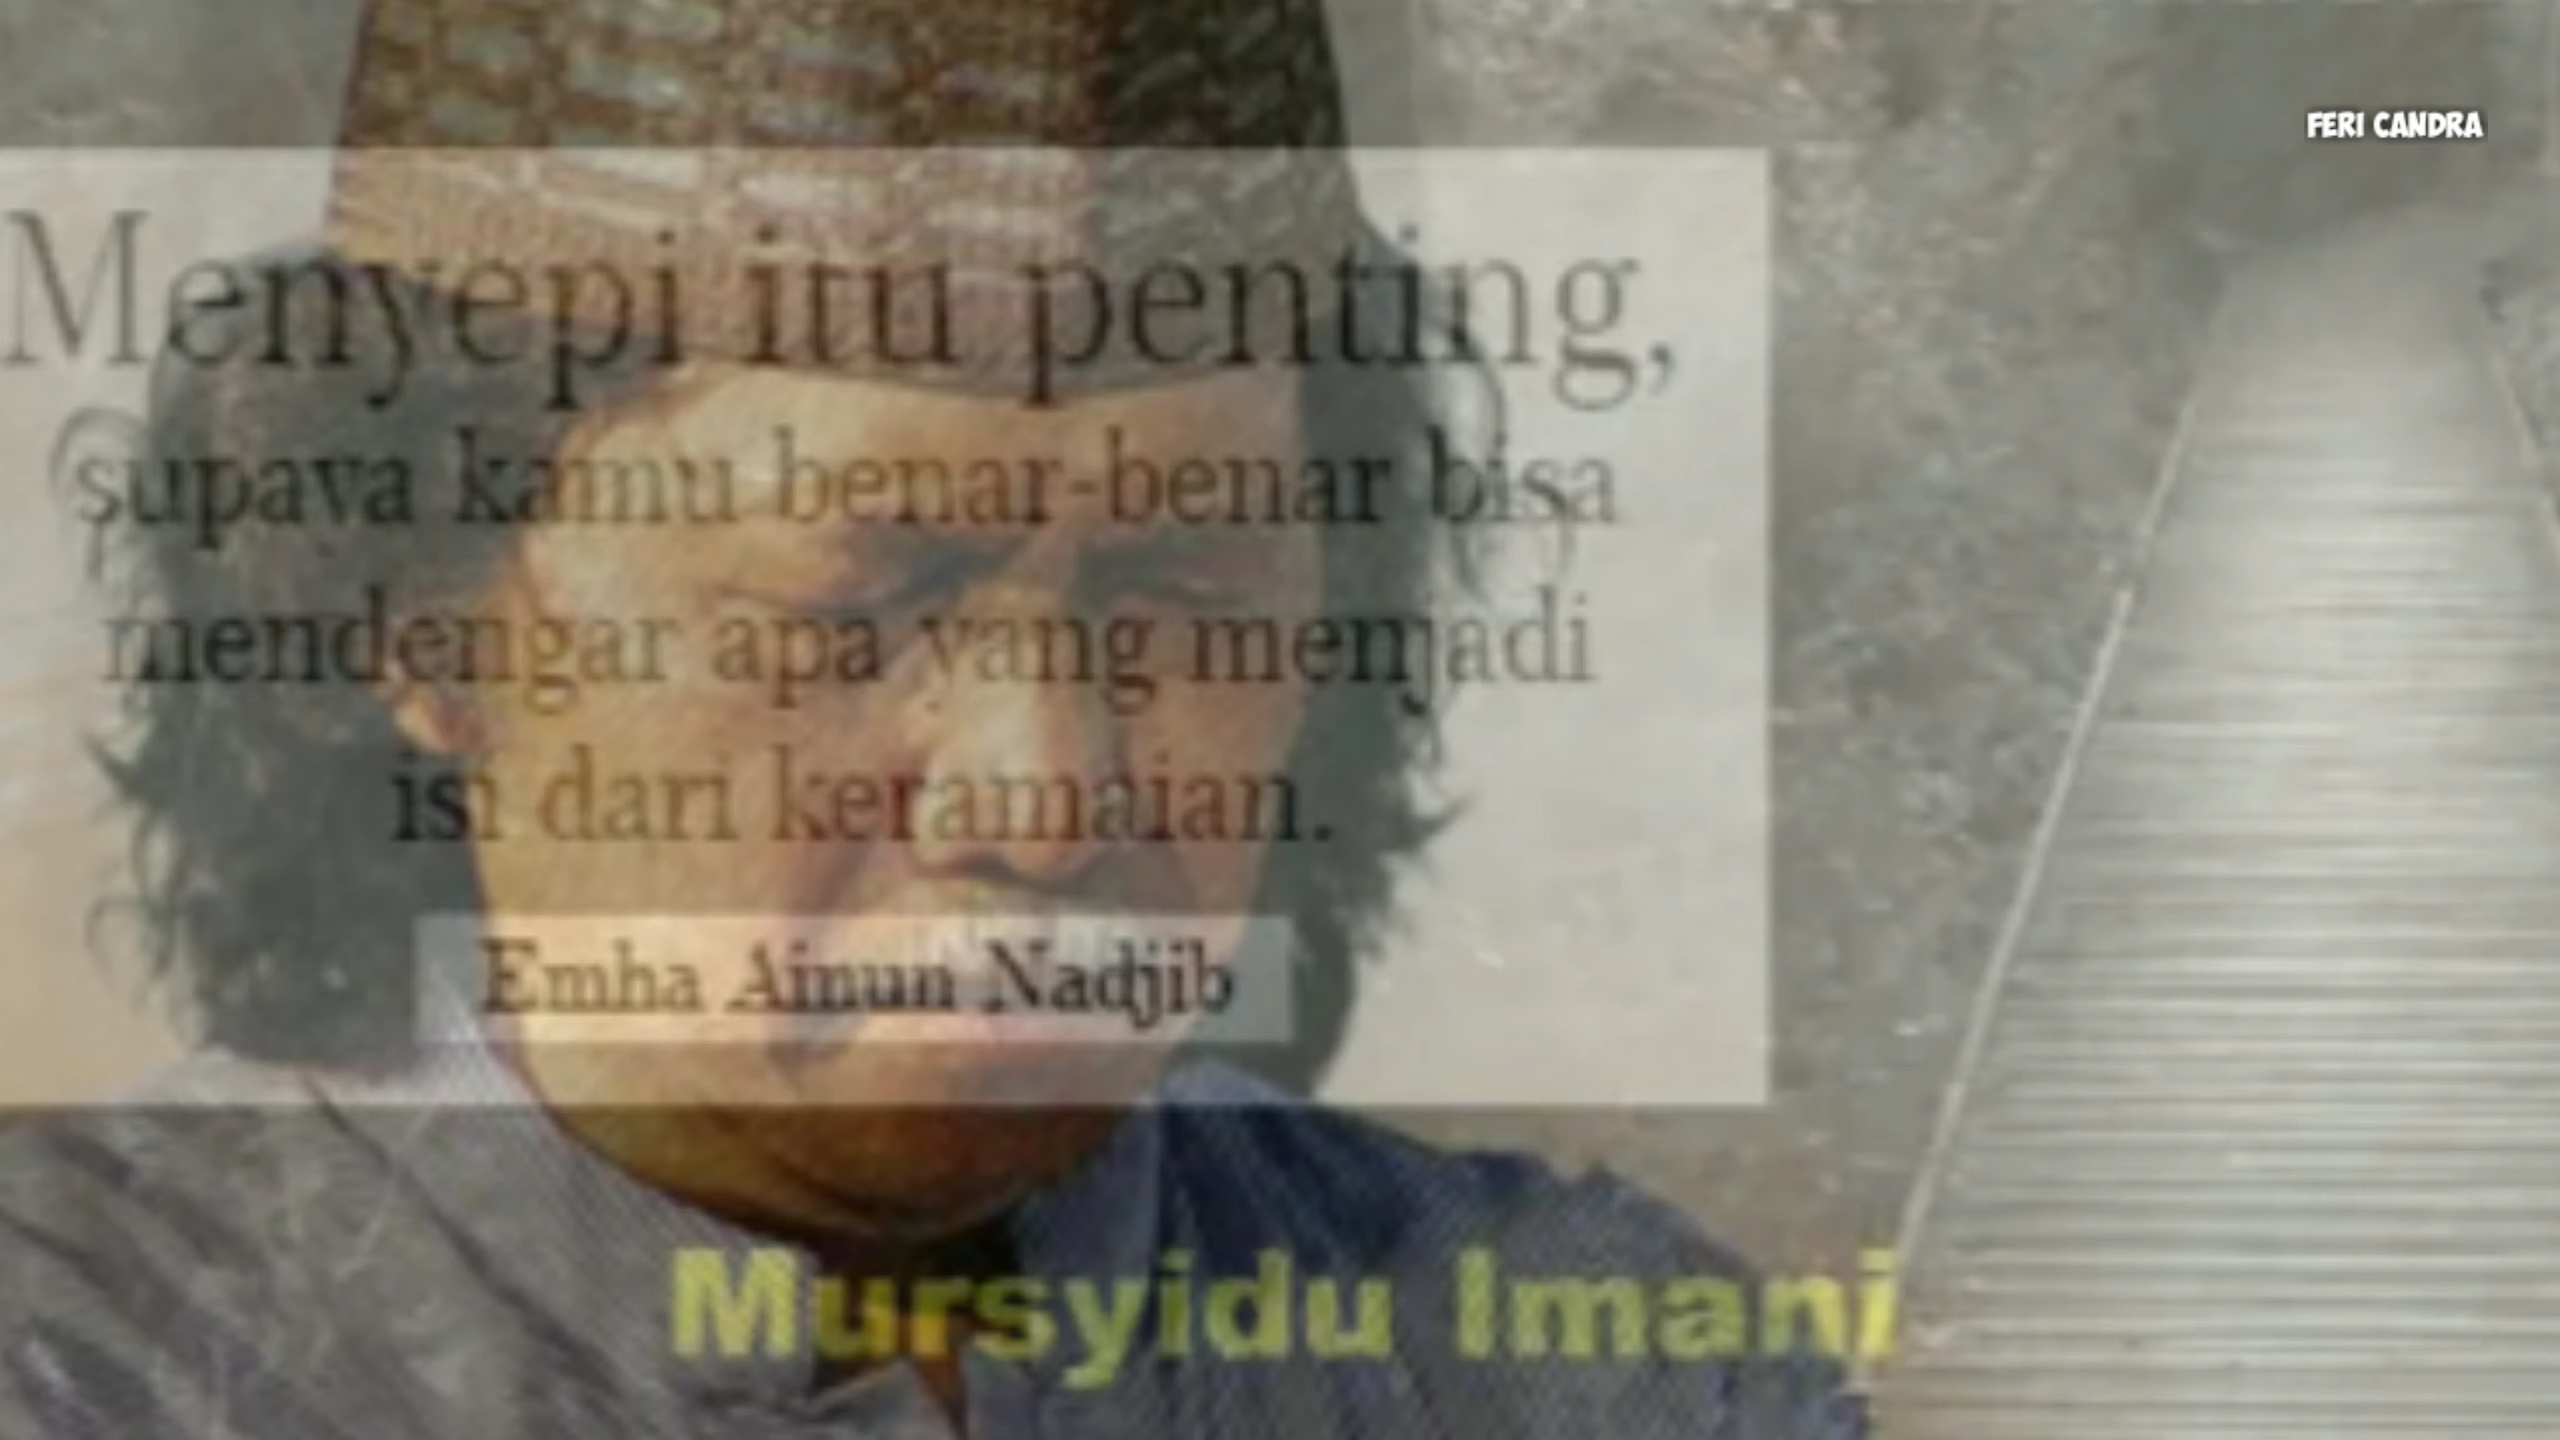 FERI CANDRA
Menyepi itu penting,
supaya kamu benar-benar bisa
mendengar apa yang menjadi
isi dari keramaian.
Emha Ainun Nadjib
Mursyidu Imani